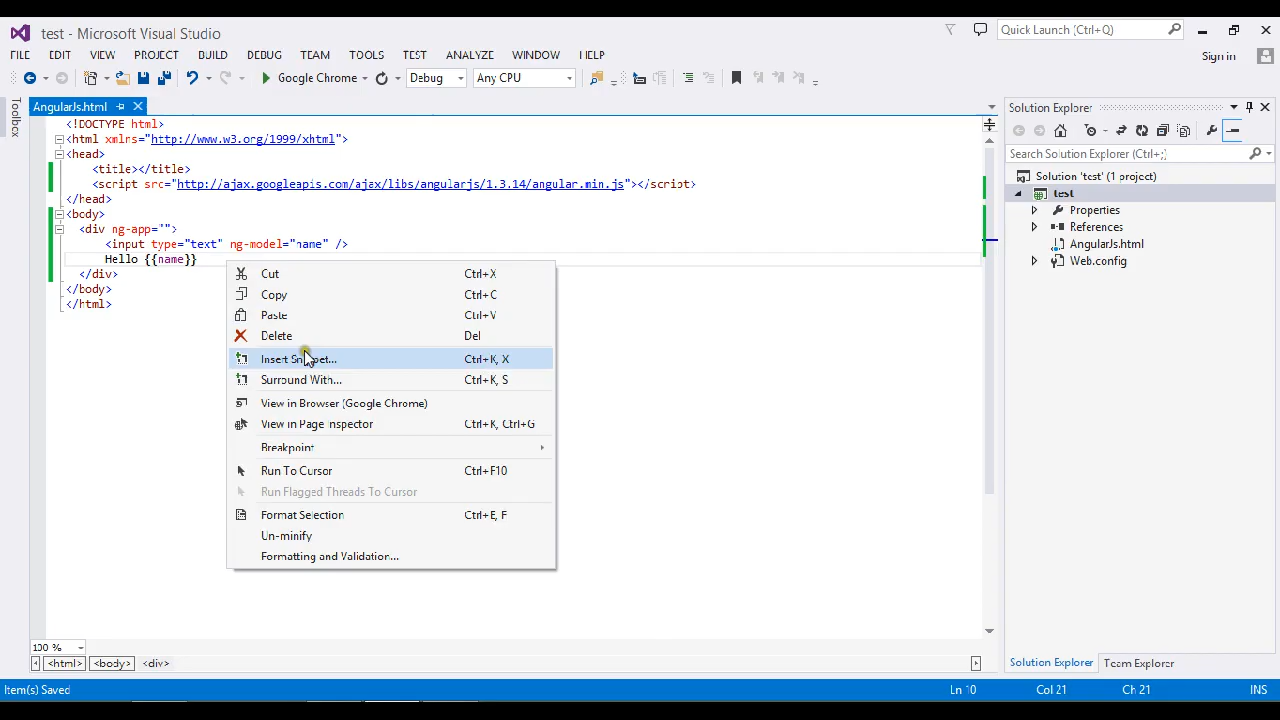 test - Microsoft Visual Studio
Quick Launch (Ctrl+Q)
FILE EDIT VIEW PROJECT BUILD DEBUG TEAM TOOLS TEST ANALYZE WINDOW HELP
Sign in
Google Chrome Debug Any CPU
Toolbox
AngularJs.html
<!DOCTYPE html>
<html xmlns="http://www.w3.org/1999/xhtml">
<head>
<title></title>
<script src="http://ajax.googleapis.com/ajax/libs/angularjs/1.3.14/angular.min.js"></script>
</head>
<body>
<div ng-app="">
<input type="text" ng-model="name" />
Hello {{name}}
</div>
</body>
</html>
Cut Ctrl+X
Copy Ctrl+C
Paste Ctrl+V
Delete Del
Insert Snippet... Ctrl+K, X
Surround With... Ctrl+K, S
View in Browser (Google Chrome)
View in Page Inspector Ctrl+K, Ctrl+G
Breakpoint
Run To Cursor Ctrl+F10
Run Flagged Threads To Cursor
Format Selection Ctrl+E, F
Un-minify
Formatting and Validation...
Solution Explorer
Search Solution Explorer (Ctrl+;)
Solution 'test' (1 project)
test
Properties
References
AngularJs.html
Web.config
Solution Explorer Team Explorer
100 %
<html> <body> <div>
Item(s) Saved Ln 10 Col 21 Ch 21 INS